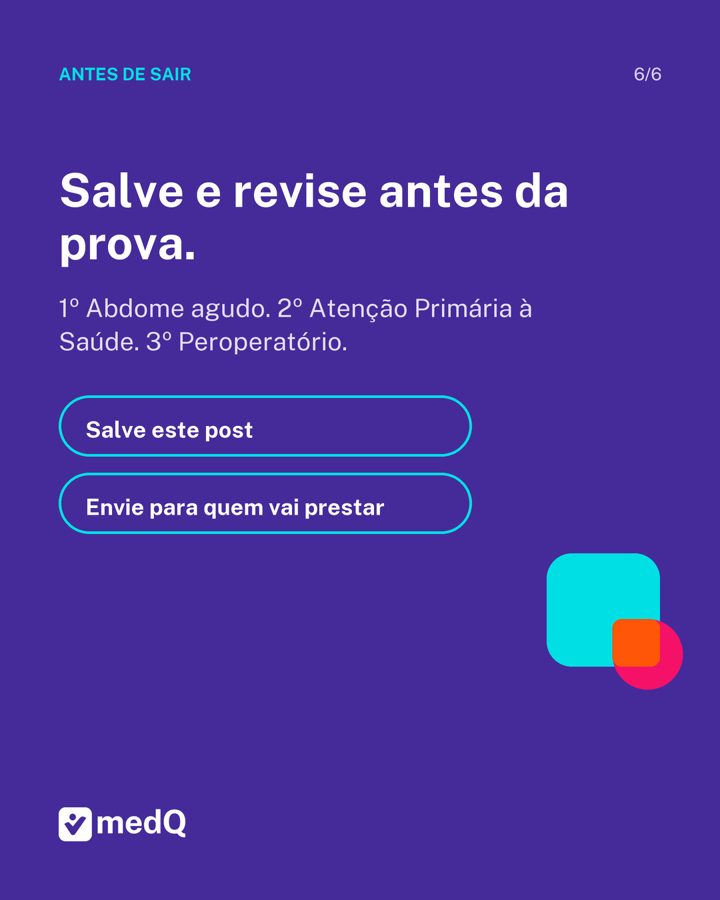 ANTES DE SAIR
6/6
Salve e revise antes da
prova.
1º Abdome agudo. 2º Atenção Primária à
Saúde. 3º Peroperatório.
Salve este post
Envie para quem vai prestar
medQ